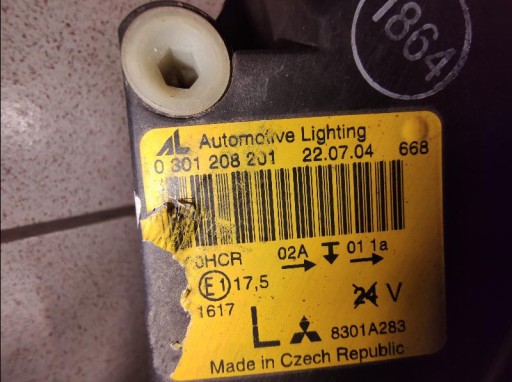 1864
AL Automotive Lighting
0 301 208 201 22.07.04 668
HCR 02A 01 1a
E1 17,5
1617 24 V
L 8301A283
Made in Czech Republic